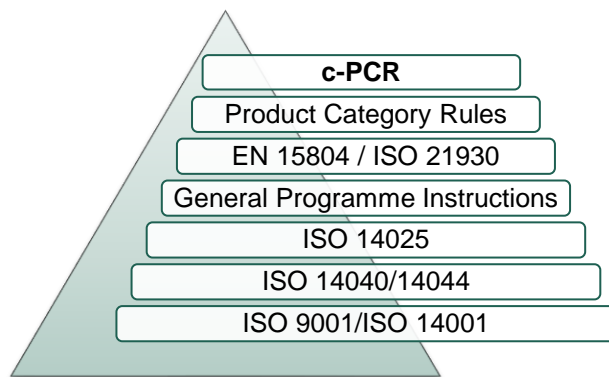 c-PCR
Product Category Rules
EN 15804 / ISO 21930
General Programme Instructions
ISO 14025
ISO 14040/14044
ISO 9001/ISO 14001